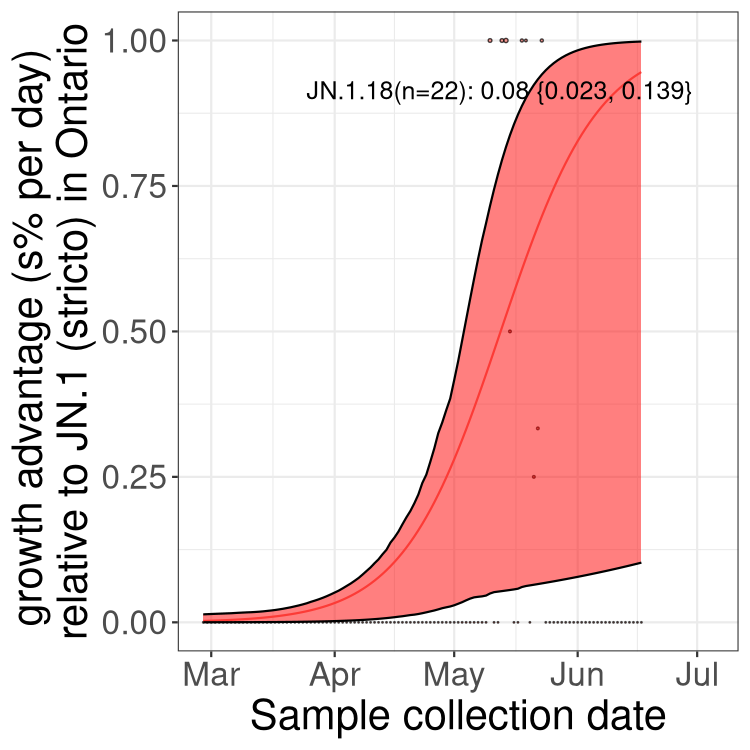 growth advantage (s% per day)
relative to JN.1 (stricto) in Ontario
1.00
0.75
0.50
0.25
0.00
JN.1.18(n=22): 0.08 {0.023, 0.139}
Mar Apr May Jun Jul
Sample collection date